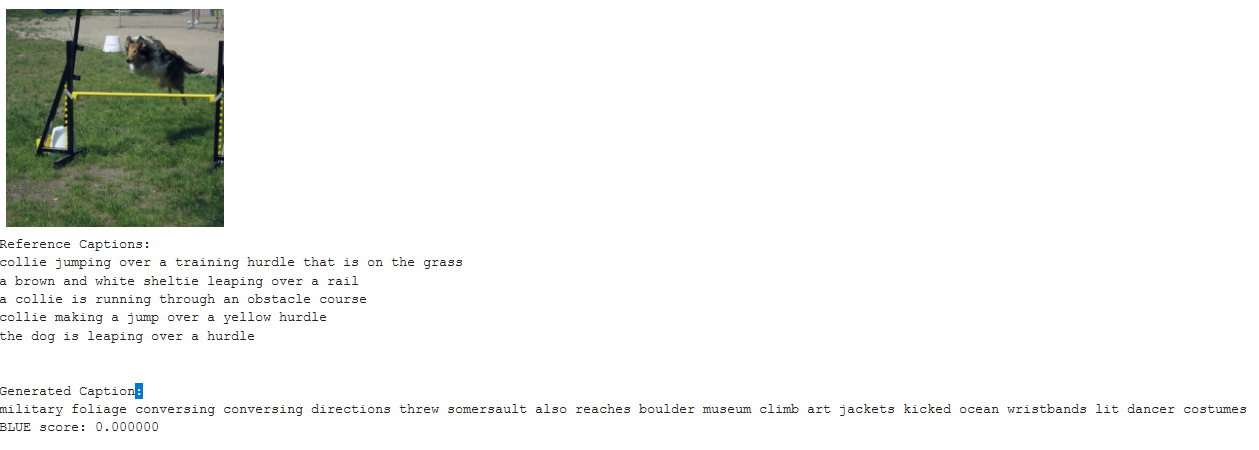 Reference Captions:
collie jumping over a training hurdle that is on the grass
a brown and white sheltie leaping over a rail
a collie is running through an obstacle course
collie making a jump over a yellow hurdle
the dog is leaping over a hurdle
Generated Caption:
military foliage conversing conversing directions threw somersault also reaches boulder museum climb art jackets kicked ocean wristbands lit dancer costumes
BLUE score: 0.000000